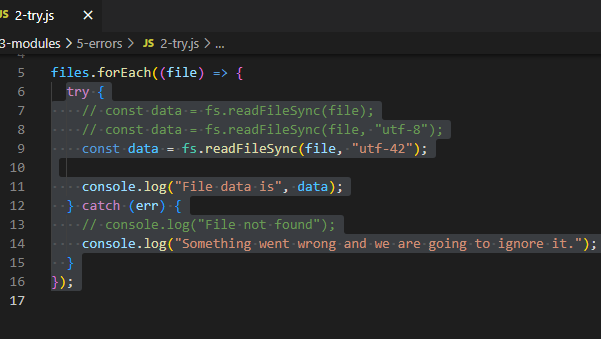 JS 2-try.js ×
3-modules > 5-errors > JS 2-try.js > ...
4
5 files.forEach((file) => {
6 try {
7 // const data = fs.readFileSync(file);
8 // const data = fs.readFileSync(file, "utf-8");
9 const data = fs.readFileSync(file, "utf-42");
10
11 console.log("File data is", data);
12 } catch (err) {
13 // console.log("File not found");
14 console.log("Something went wrong and we are going to ignore it.");
15 }
16 });
17